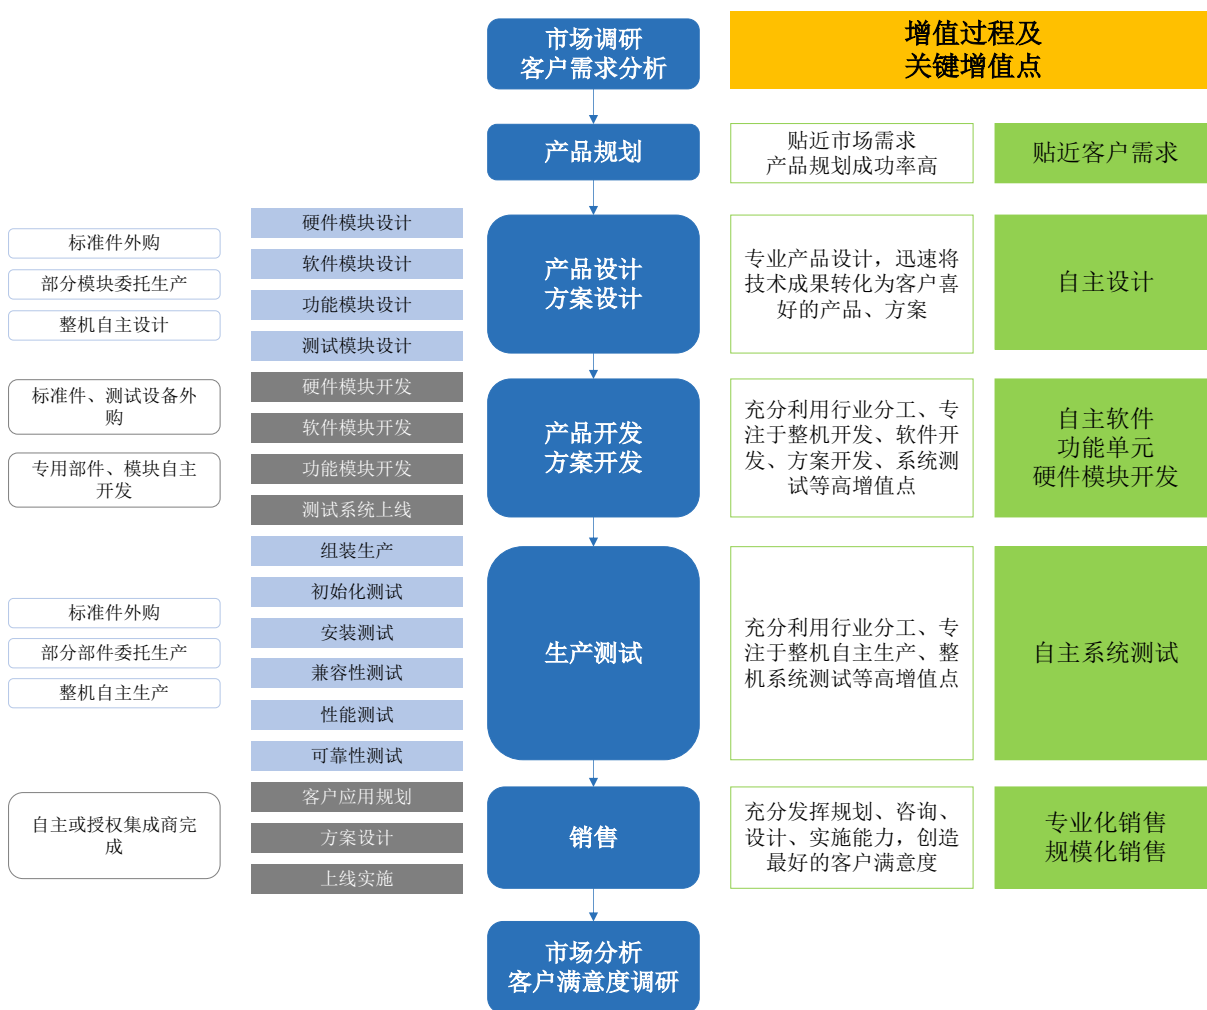 市场调研
客户需求分析
增值过程及
关键增值点
产品规划
贴近市场需求
产品规划成功率高
贴近客户需求
标准件外购
部分模块委托生产
整机自主设计
硬件模块设计
软件模块设计
功能模块设计
测试模块设计
产品设计
方案设计
专业产品设计，迅速将
技术成果转化为客户喜
好的产品、方案
自主设计
标准件、测试设备外
购
专用部件、模块自主
开发
硬件模块开发
软件模块开发
功能模块开发
测试系统上线
产品开发
方案开发
充分利用行业分工、专
注于整机开发、软件开
发、方案开发、系统测
试等高增值点
自主软件
功能单元
硬件模块开发
标准件外购
部分部件委托生产
整机自主生产
组装生产
初始化测试
安装测试
兼容性测试
性能测试
可靠性测试
生产测试
充分利用行业分工、专
注于整机自主生产、整
机系统测试等高增值点
自主系统测试
自主或授权集成商完
成
客户应用规划
方案设计
上线实施
销售
充分发挥规划、咨询、
设计、实施能力，创造
最好的客户满意度
专业化销售
规模化销售
市场分析
客户满意度调研